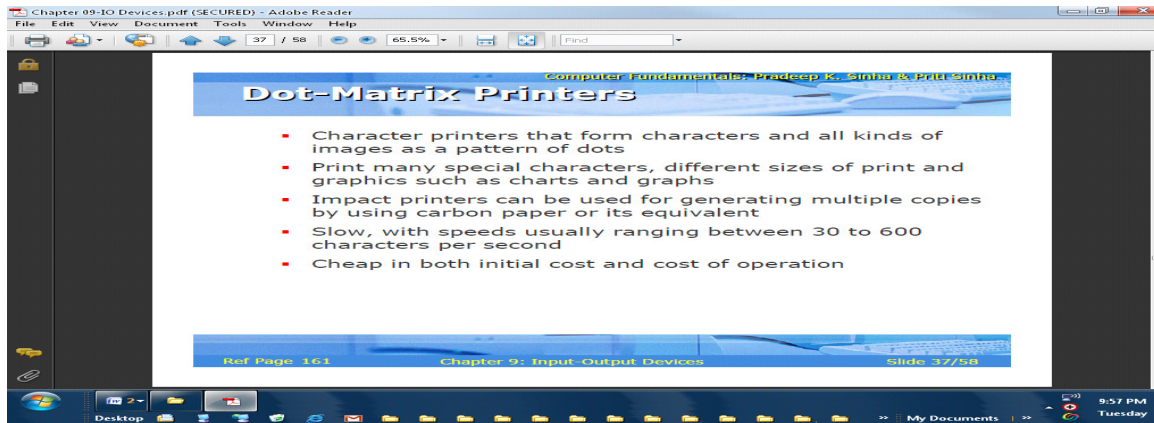 Chapter 09-IO Devices.pdf (SECURED) - Adobe Reader
File Edit View Document Tools Window Help
37 / 58 65.5% Find
Computer Fundamentals: Pradeep K. Sinha & Priti Sinha
Dot-Matrix Printers
Character printers that form characters and all kinds of
images as a pattern of dots
Print many special characters, different sizes of print and
graphics such as charts and graphs
Impact printers can be used for generating multiple copies
by using carbon paper or its equivalent
Slow, with speeds usually ranging between 30 to 600
characters per second
Cheap in both initial cost and cost of operation
Ref Page 161 Chapter 9: Input-Output Devices Slide 37/58
2 9:57 PM
Desktop » My Documents » Tuesday